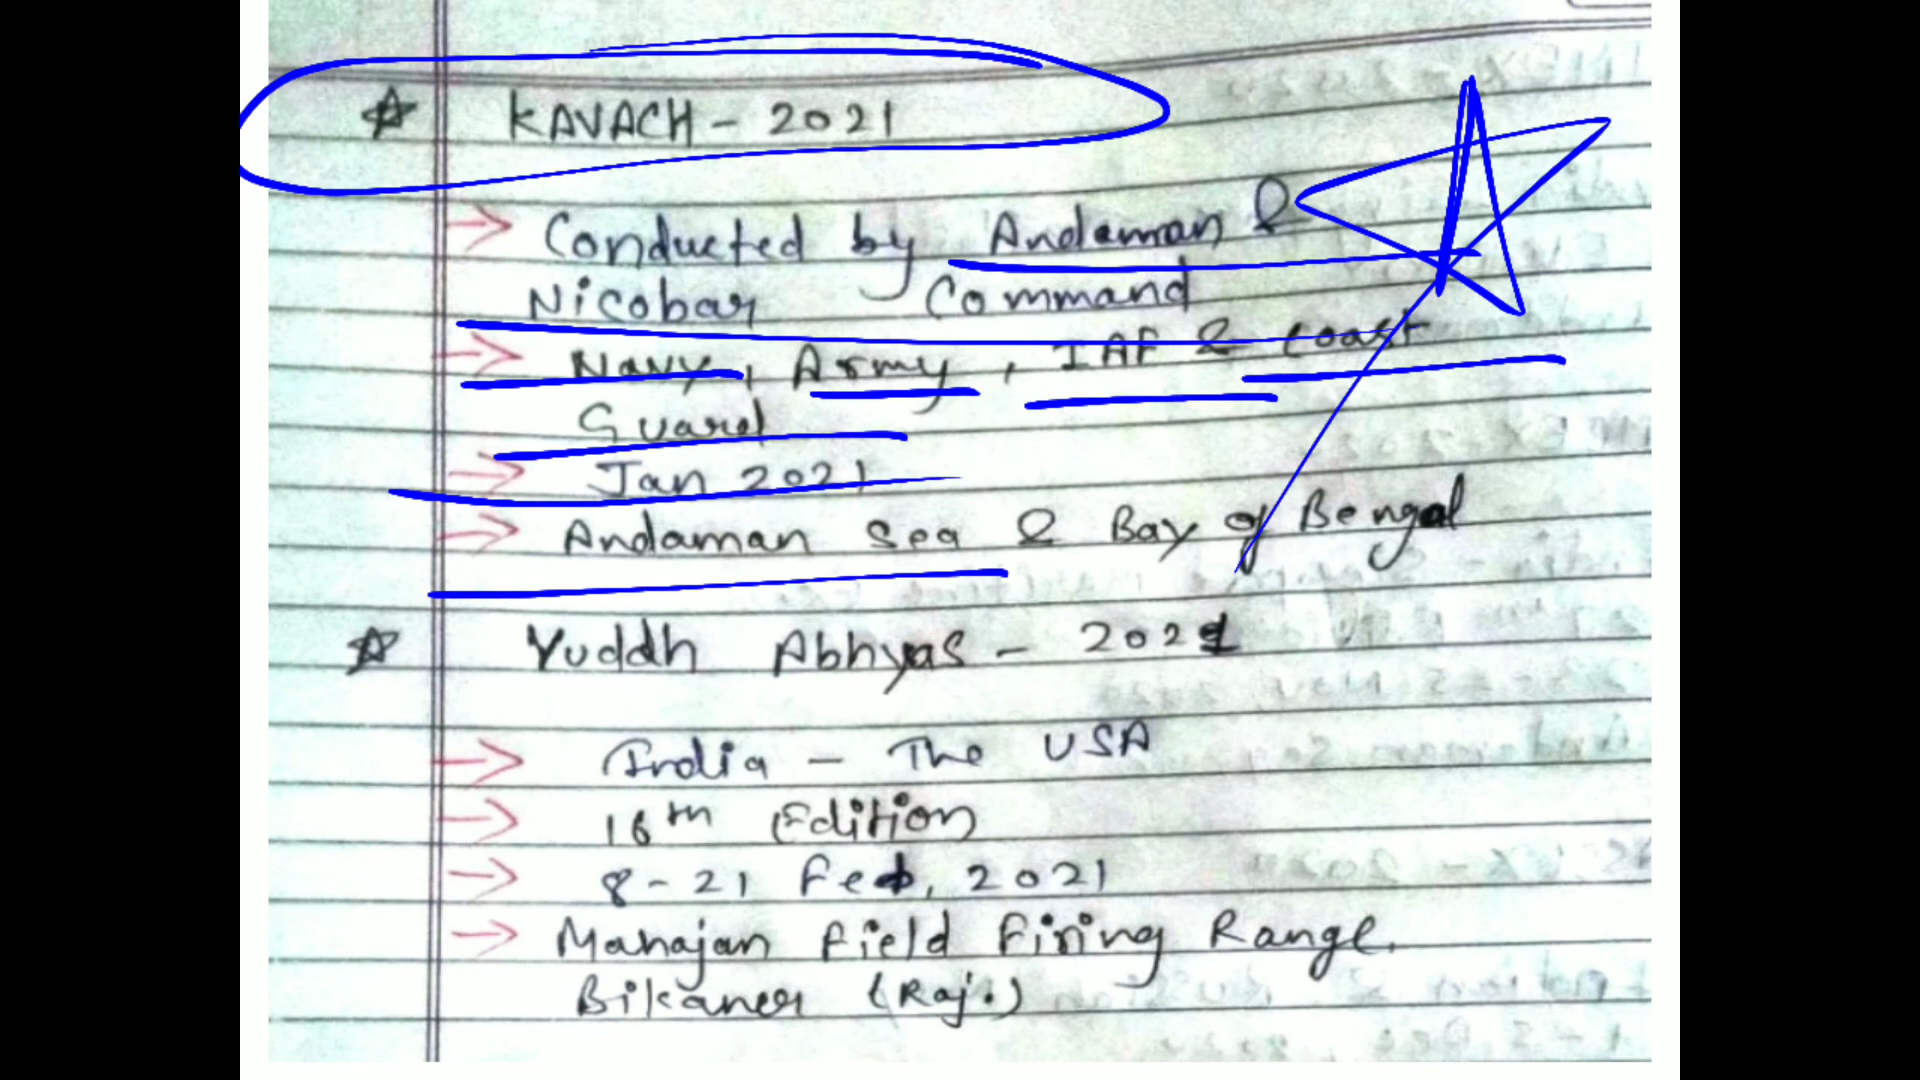 KAVACH - 2021
Conducted by Andaman &
Nicobar Command
Navy, Army, IAF & Coast
Guard
Jan 2021
Andaman Sea & Bay of Bengal
Yuddh Abhyas - 2021
India - The USA
16th Edition
8-21 Feb, 2021
Mahajan Field Firing Range,
Bikaner (Raj.)